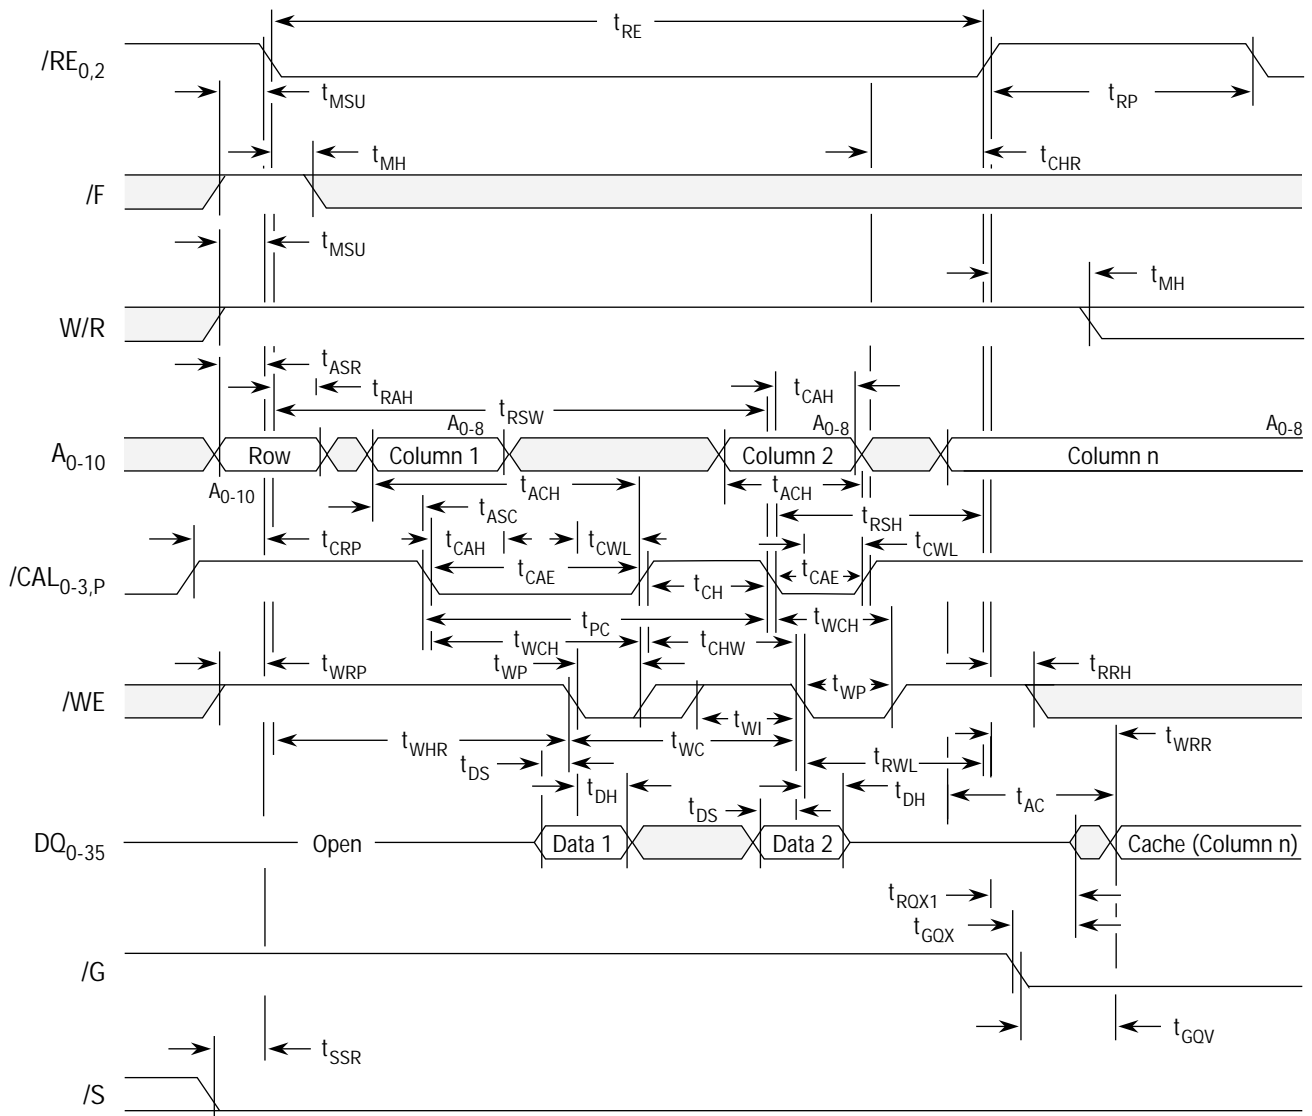 tRE
/RE0,2
tMSU
tRP
tMH
tCHR
/F
tMSU
tMH
W/R
tASR
tRAH
tCAH
tRSW
A0-8
A0-8
A0-8
A0-10
Row
Column 1
Column 2
Column n
A0-10
tACH
tACH
tASC
tRSH
tCRP
tCAH
tCWL
tCWL
/CAL0-3,P
tCAE
tCAE
tCH
tPC
tWCH
tWCH
tCHW
tWRP
tWP
tRRH
/WE
tWP
tWI
tWHR
tWC
tWRR
tDS
tRWL
tDH
tDH
tAC
tDS
DQ0-35
Open
Data 1
Data 2
Cache (Column n)
tRQX1
tGQX
/G
tGQV
tSSR
/S